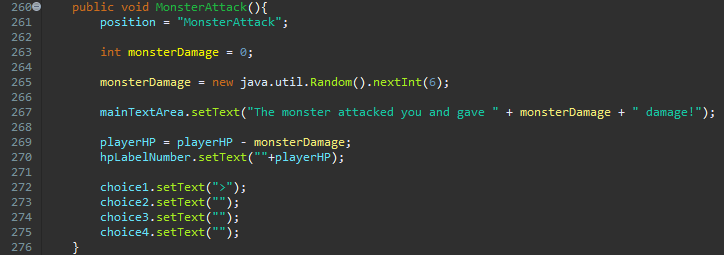 260 public void MonsterAttack(){
261 position = "MonsterAttack";
262
263 int monsterDamage = 0;
264
265 monsterDamage = new java.util.Random().nextInt(6);
266
267 mainTextArea.setText("The monster attacked you and gave " + monsterDamage + " damage!");
268
269 playerHP = playerHP - monsterDamage;
270 hpLabelNumber.setText(""+playerHP);
271
272 choice1.setText(">");
273 choice2.setText("");
274 choice3.setText("");
275 choice4.setText("");
276 }